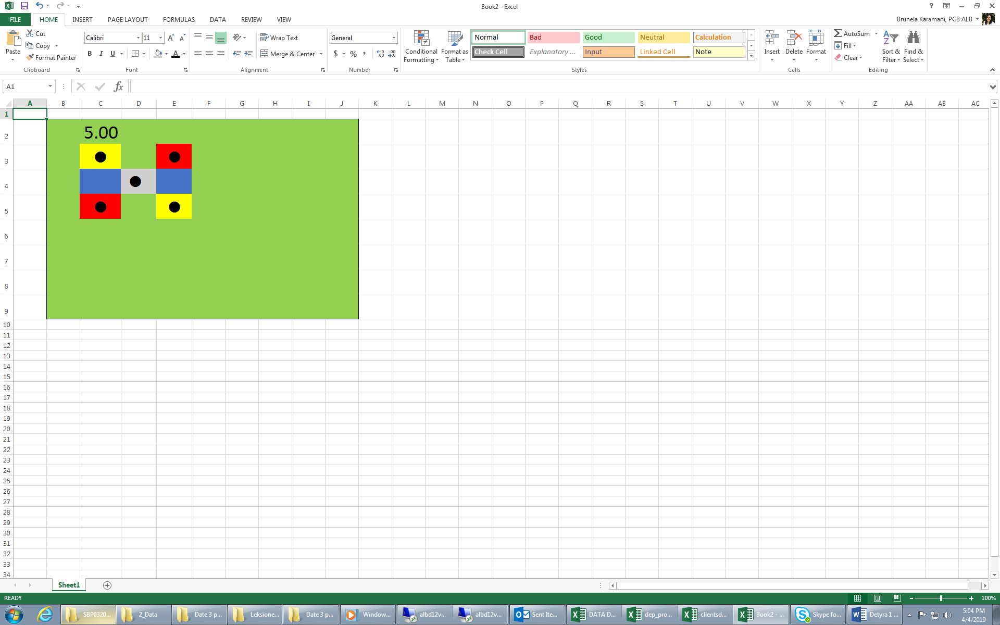 Book2 - Excel
FILE HOME INSERT PAGE LAYOUT FORMULAS DATA REVIEW VIEW
Brunela Karamani, PCB ALB
Paste
Cut
Copy
Format Painter
Clipboard
Calibri 11
B I U A
Font
Wrap Text
Merge & Center
Alignment
General
$ % ,
Number
Conditional Formatting
Format as Table
Normal Bad Good Neutral Calculation
Check Cell Explanatory ... Input Linked Cell Note
Styles
Insert Delete Format
Cells
AutoSum
Fill
Clear
Sort & Filter
Find & Select
Editing
A1 fx
A B C D E F G H I J K L M N O P Q R S T U V W X Y Z AA AB AC
1
2 5.00
3
4
5
6
7
8
9
10
11
12
13
14
15
16
17
18
19
20
21
22
23
24
25
26
27
28
29
30
31
32
33
34
Sheet1
READY 100%
SBP0320... 2_Data Date 3 p... Leksione... Date 3 p... Window... albd12v... albd12v... Sent Ite... DATA D... dep_pro... clientsd... Book2 - ... Skype fo... Detyra 1 ...
5:04 PM
4/4/2019